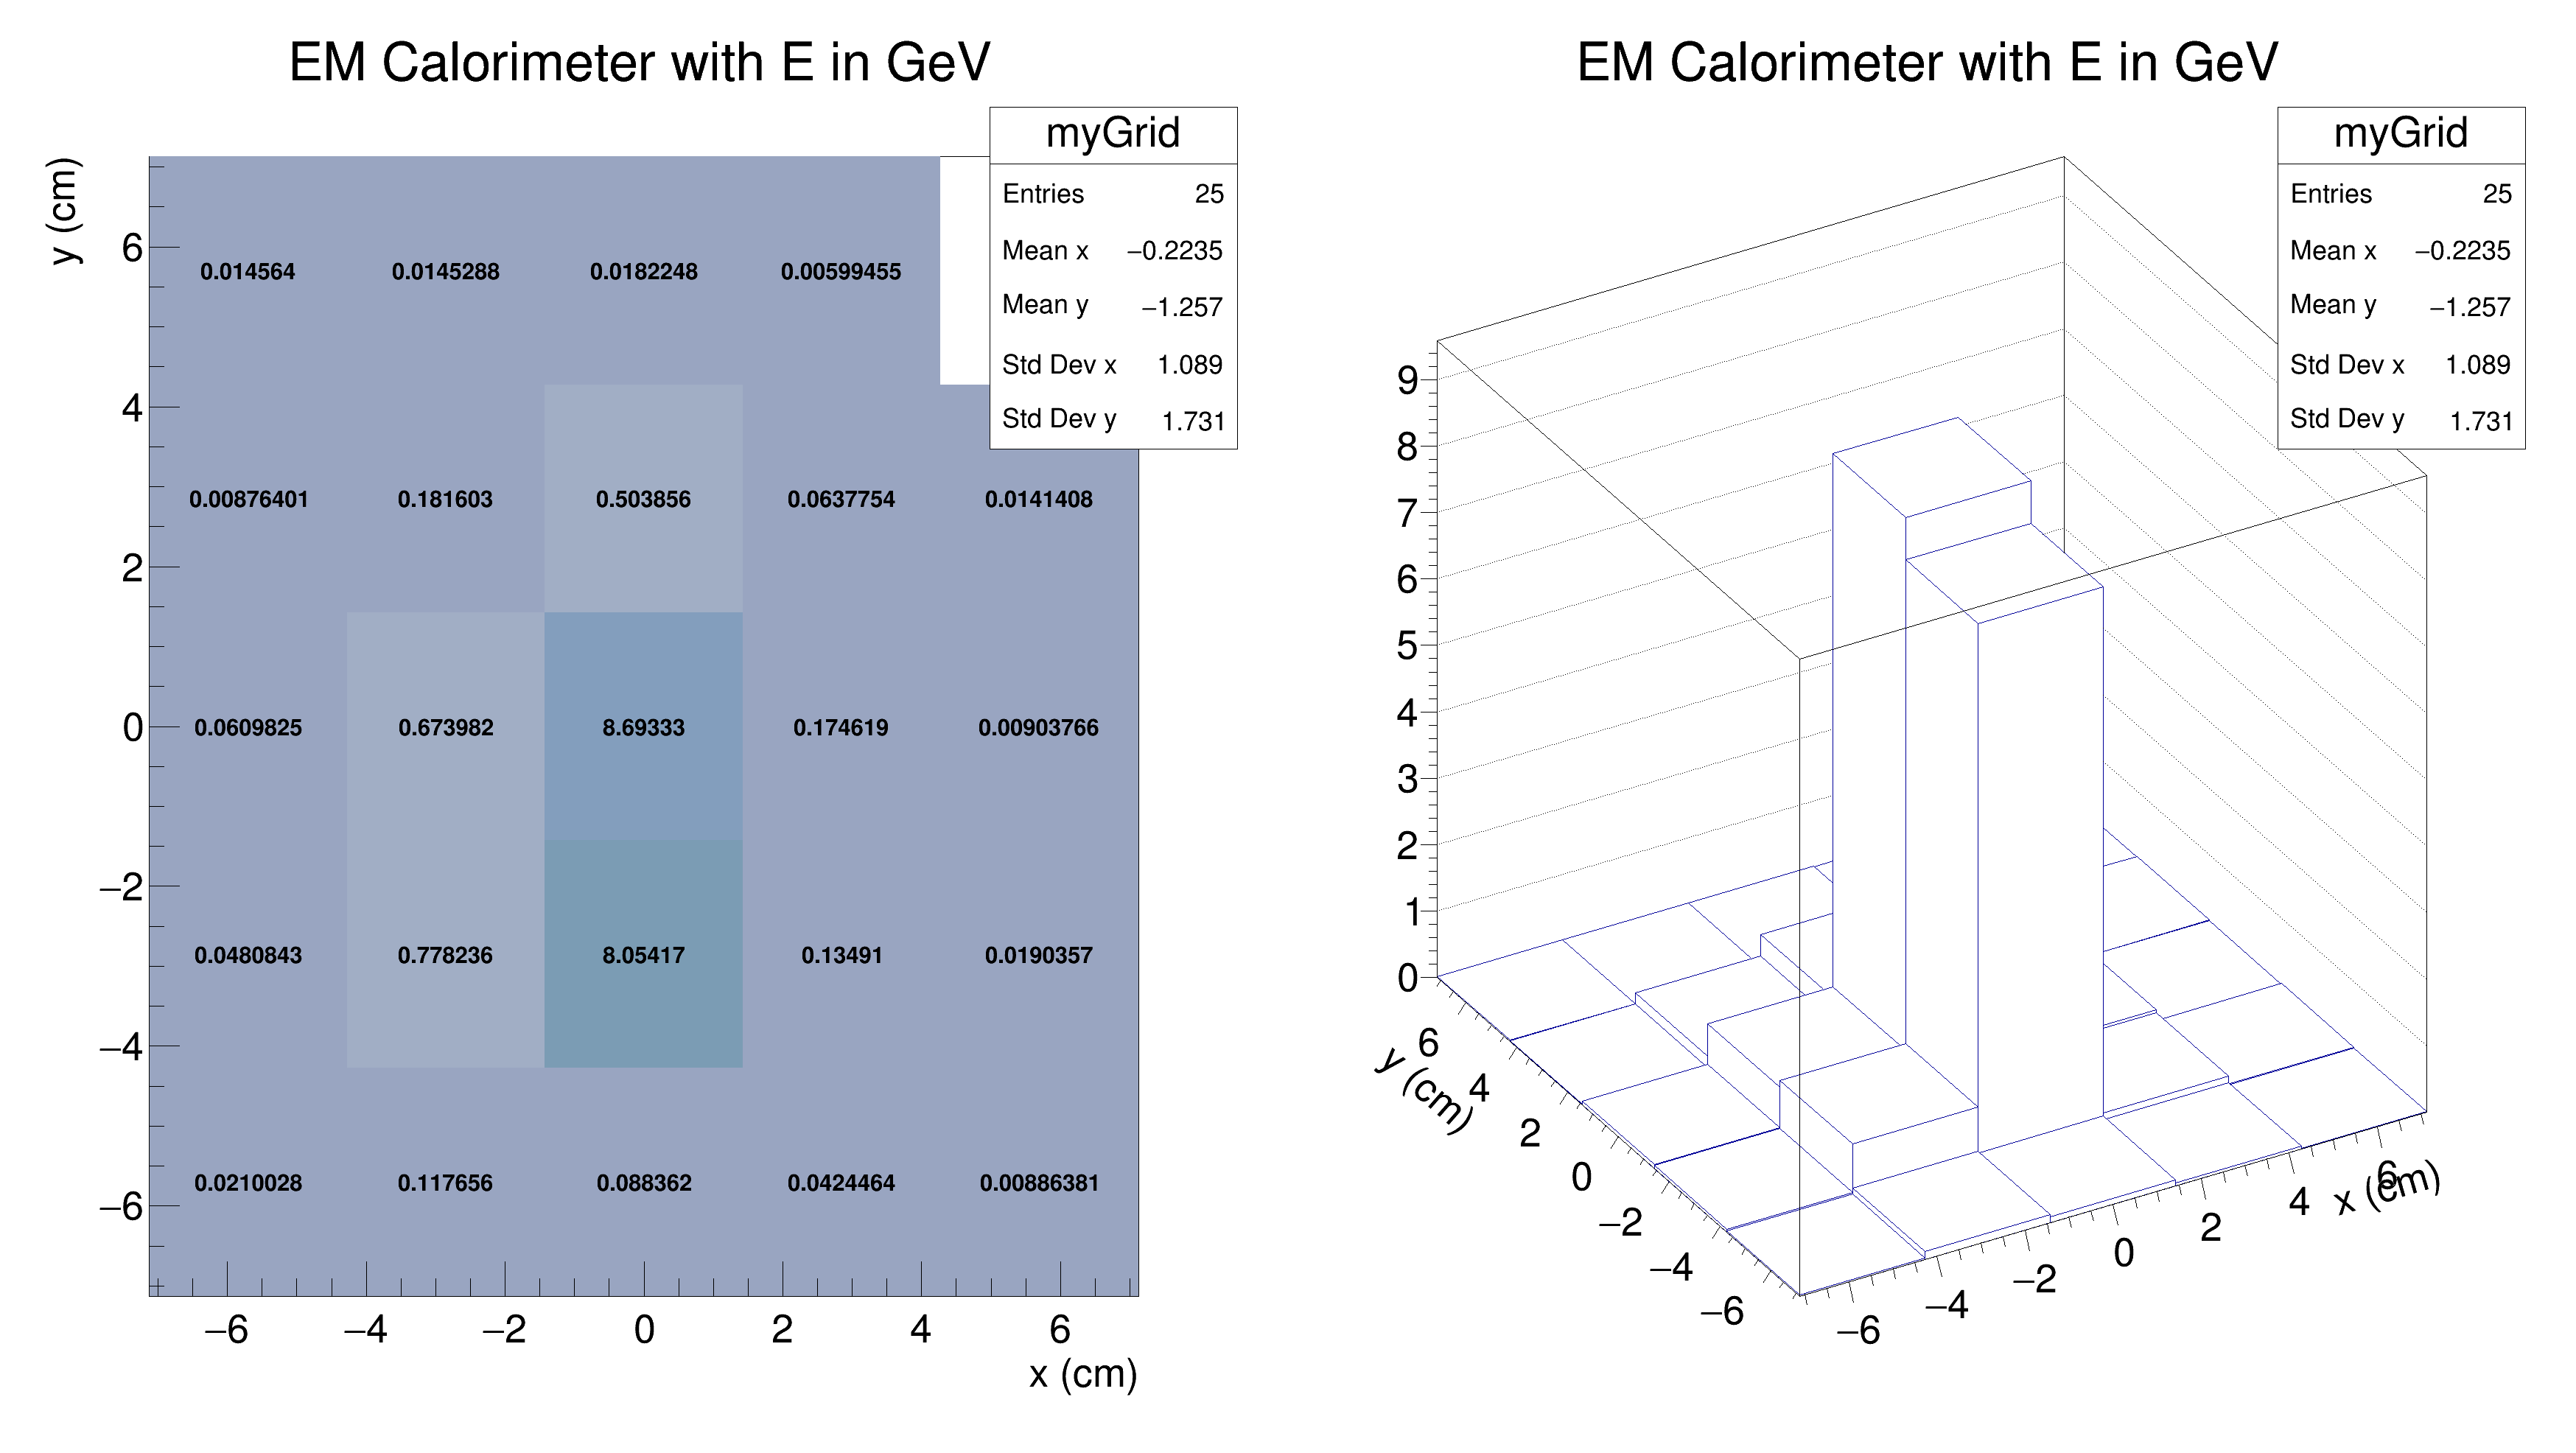 EM Calorimeter with E in GeV
myGrid
Entries 25
Mean x −0.2235
Mean y −1.257
Std Dev x 1.089
Std Dev y 1.731
y (cm)
6
4
2
0
−2
−4
−6
0.014564 0.0145288 0.0182248 0.00599455
0.00876401 0.181603 0.503856 0.0637754 0.0141408
0.0609825 0.673982 8.69333 0.174619 0.00903766
0.0480843 0.778236 8.05417 0.13491 0.0190357
0.0210028 0.117656 0.088362 0.0424464 0.00886381
−6 −4 −2 0 2 4 6
x (cm)
EM Calorimeter with E in GeV
myGrid
Entries 25
Mean x −0.2235
Mean y −1.257
Std Dev x 1.089
Std Dev y 1.731
9
8
7
6
5
4
3
2
1
0
y (cm)
6
4
2
0
−2
−4
−6
−6 −4 −2 0 2 4 6
x (cm)